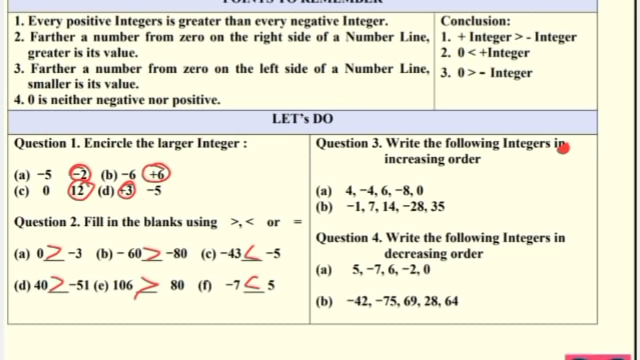 POINTS TO REMEMBER
1. Every positive Integers is greater than every negative Integer.
2. Farther a number from zero on the right side of a Number Line, greater is its value.
3. Farther a number from zero on the left side of a Number Line, smaller is its value.
4. 0 is neither negative nor positive.
Conclusion:
1. + Integer > - Integer
2. 0 < +Integer
3. 0 > – Integer
LET's DO
Question 1. Encircle the larger Integer :
(a) −5 −2 (b) −6 +6
(c) 0 12 (d) +3 −5
Question 2. Fill in the blanks using >, < or =
(a) 0 > −3 (b) − 60 > −80 (c) −43 < −5
(d) 40 > −51 (e) 106 > 80 (f) −7 < 5
Question 3. Write the following Integers in
increasing order
(a) 4, −4, 6, −8, 0
(b) −1, 7, 14, −28, 35
Question 4. Write the following Integers in
decreasing order
(a) 5, −7, 6, −2, 0
(b) −42, −75, 69, 28, 64